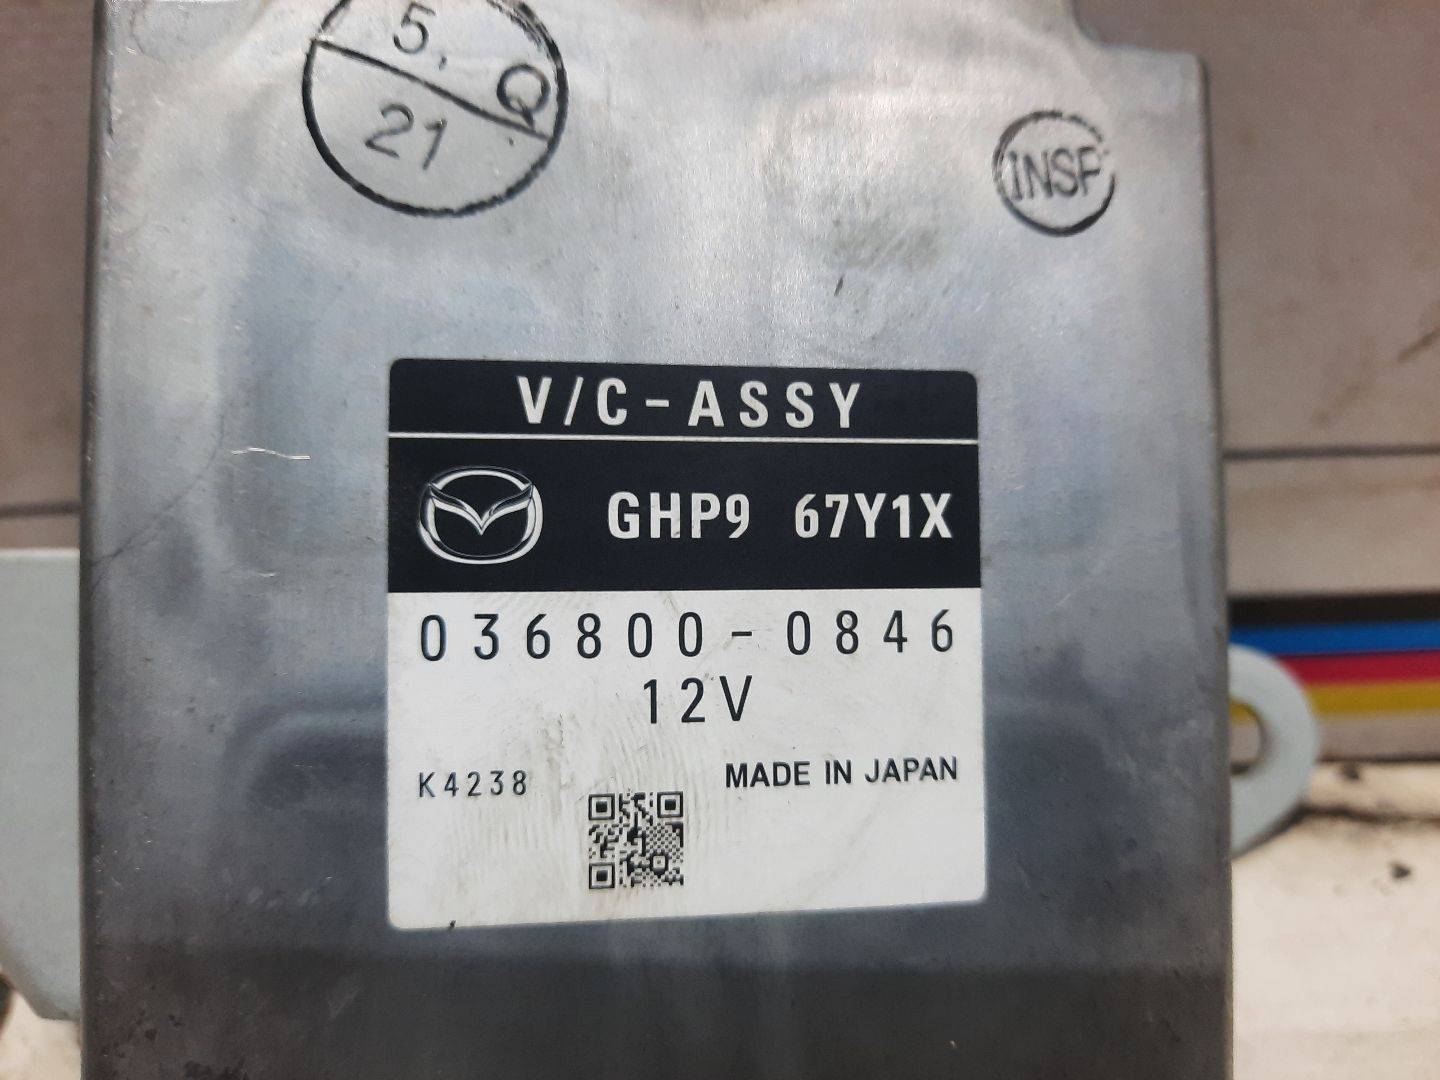 5.
Q
21
INSP
V/C-ASSY
GHP9 67Y1X
036800-0846
12V
K4238
MADE IN JAPAN